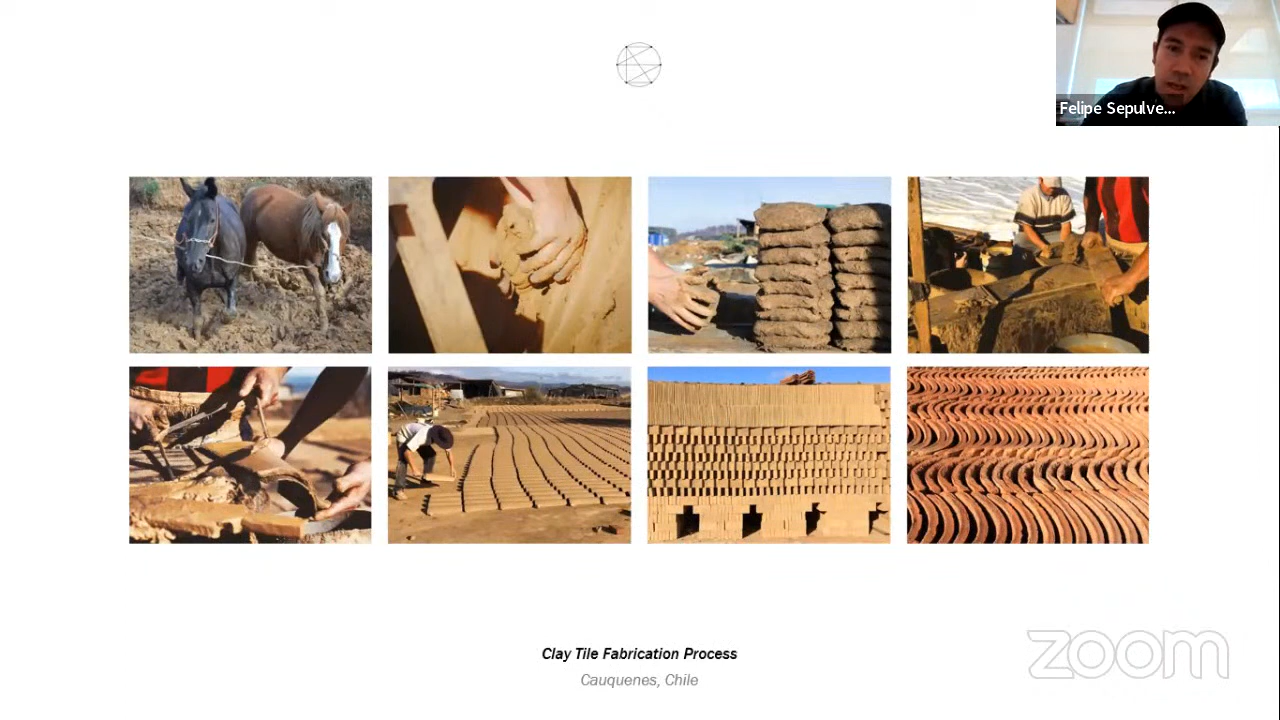 Felipe Sepulve...
Clay Tile Fabrication Process
Cauquenes, Chile
zoom